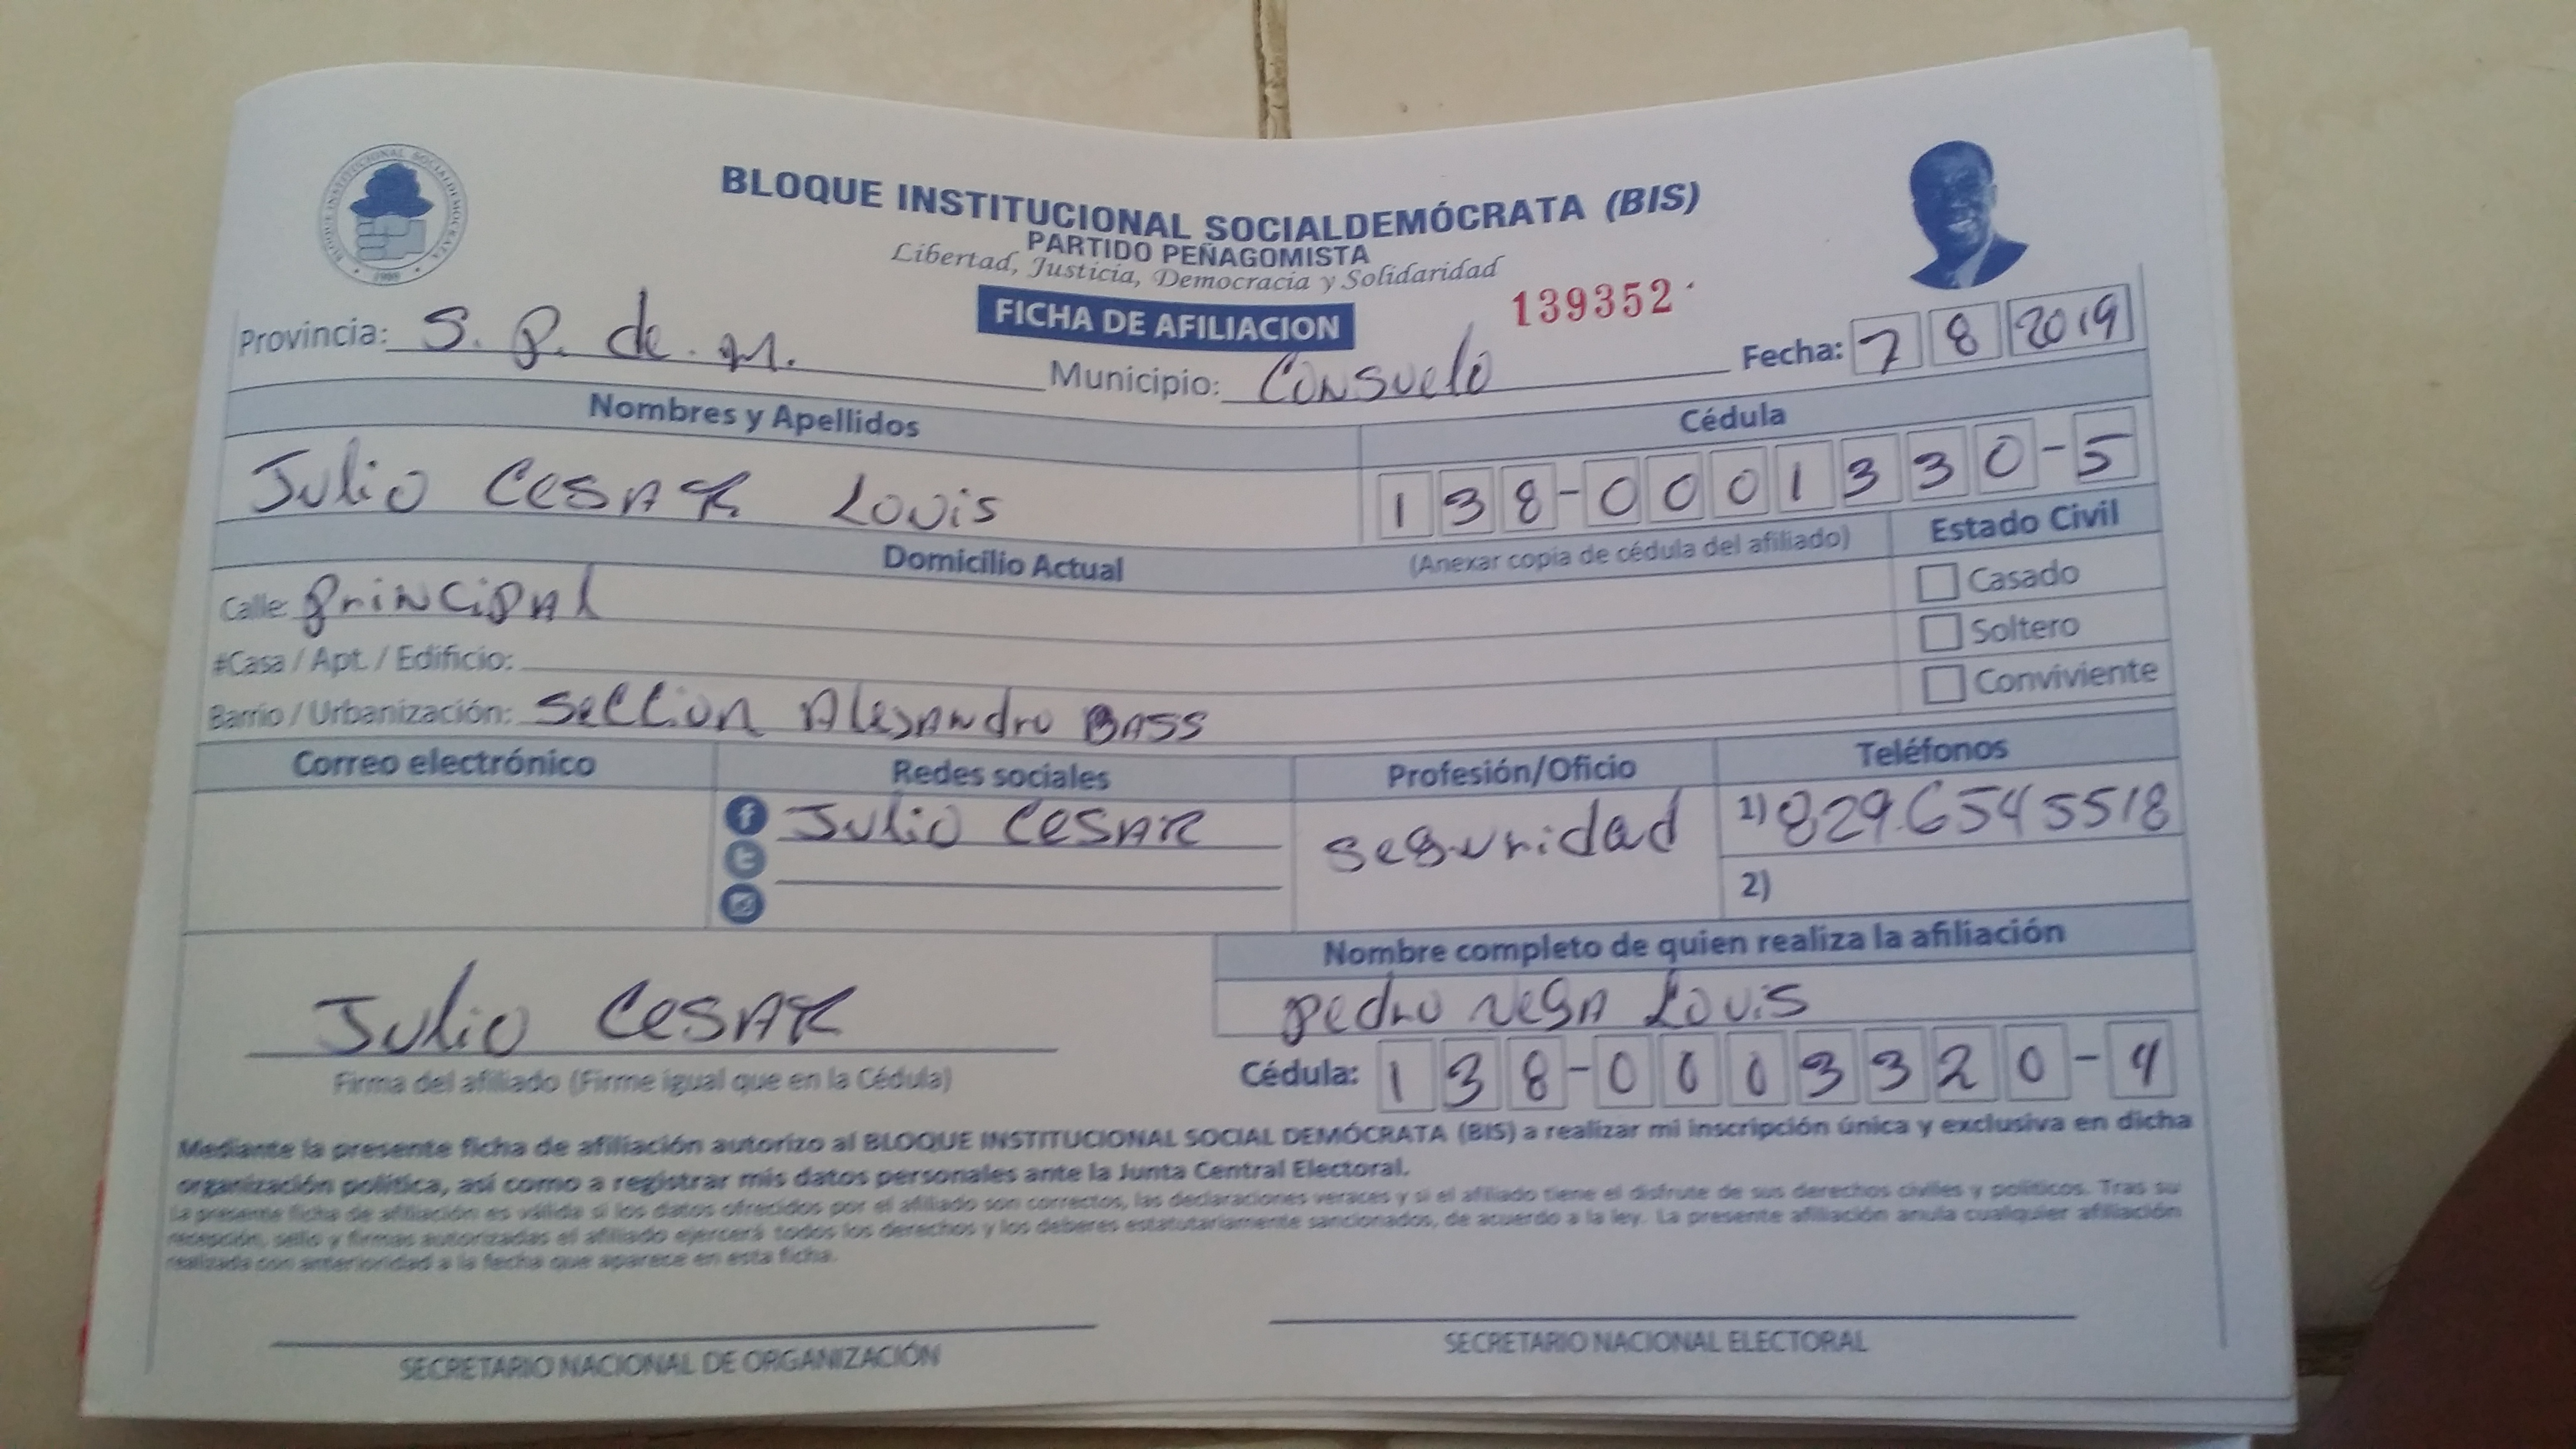 BLOQUE INSTITUCIONAL SOCIALDEMÓCRATA (BIS)
PARTIDO PEÑAGOMISTA
Libertad, Justicia, Democracia y Solidaridad
FICHA DE AFILIACION
139352
Provincia: S. P. de. M.
Municipio: Consuelo
Fecha: 7 8 2019
Nombres y Apellidos
Cédula
Julio Cesar Louis
138-0001330-5
Domicilio Actual
(Anexar copia de cédula del afiliado)
Estado Civil
Calle: principal
Casado
#Casa / Apt. / Edificio:
Soltero
Barrio / Urbanización: Seccion Alejandro Bass
Conviviente
Correo electrónico
Redes sociales
Profesión/Oficio
Teléfonos
Julio Cesar
Seguridad
1) 829.6545518
2)
Nombre completo de quien realiza la afiliación
Pedro Vega Louis
Julio Cesar
Firma del afiliado (Firme igual que en la Cédula)
Cédula: 138-0003320-4
Mediante la presente ficha de afiliación autorizo al BLOQUE INSTITUCIONAL SOCIAL DEMÓCRATA (BIS) a realizar mi inscripción única y exclusiva en dicha
organización política, así como a registrar mis datos personales ante la Junta Central Electoral.
La presente ficha de afiliación es válida si los datos ofrecidos por el afiliado son correctos, las declaraciones veraces y si el afiliado tiene el disfrute de sus derechos civiles y políticos. Tras su
recepción, sello y firmas autorizadas el afiliado ejercerá todos los derechos y los deberes estatutariamente sancionados, de acuerdo a la ley. La presente afiliación anula cualquier afiliación
realizada con anterioridad a la fecha que aparece en esta ficha.
SECRETARIO NACIONAL DE ORGANIZACIÓN
SECRETARIO NACIONAL ELECTORAL